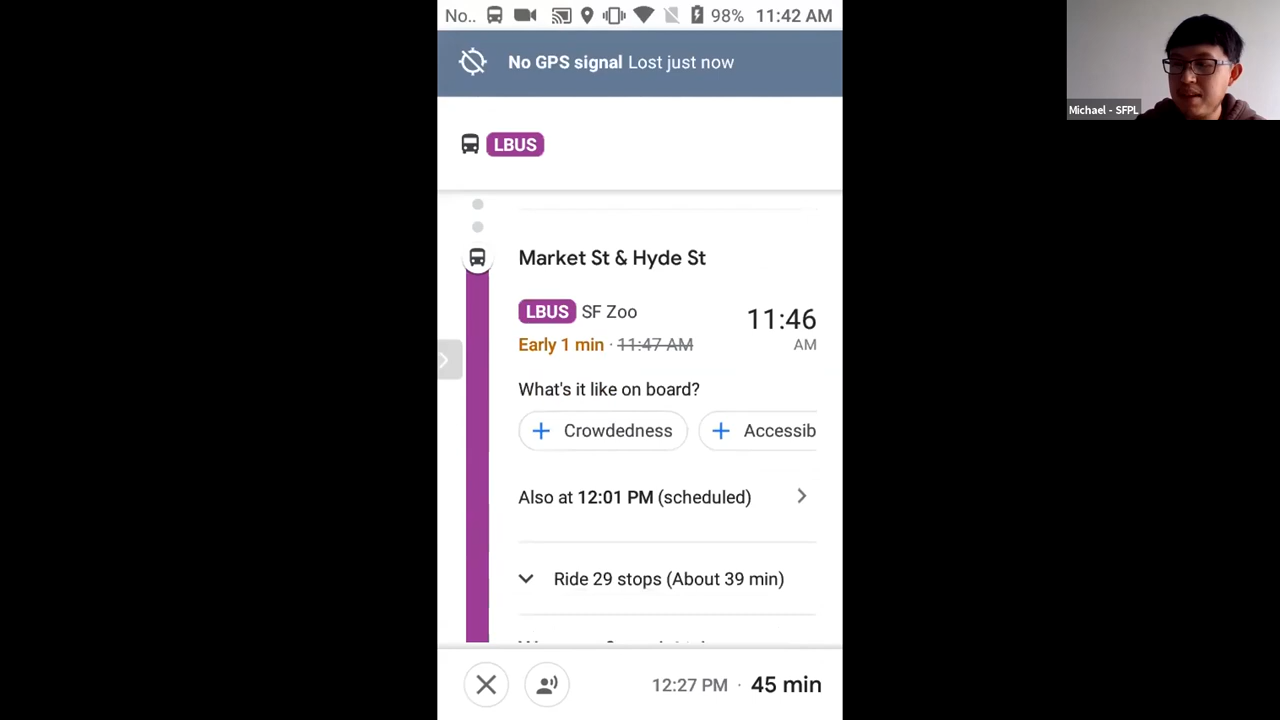 No.. 98% 11:42 AM
No GPS signal Lost just now
LBUS
Market St & Hyde St
LBUS SF Zoo 11:46
Early 1 min · 11:47 AM AM
What's it like on board?
+ Crowdedness + Accessib
Also at 12:01 PM (scheduled)
Ride 29 stops (About 39 min)
12:27 PM · 45 min
Michael - SFPL